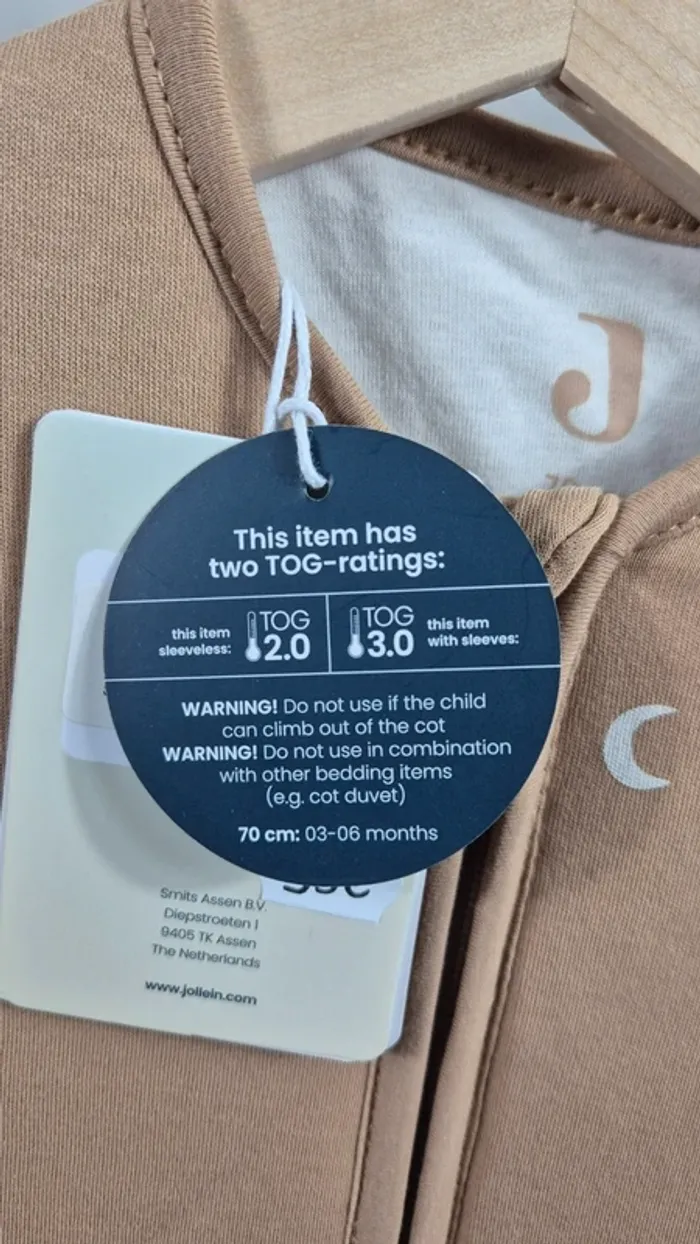 J
This item has
two TOG-ratings:
this item
sleeveless:
TOG
2.0
TOG
3.0
this item
with sleeves:
WARNING! Do not use if the child
can climb out of the cot
WARNING! Do not use in combination
with other bedding items
(e.g. cot duvet)
70 cm: 03-06 months
Smits Assen B.V.
Diepstroeten 1
9405 TK Assen
The Netherlands
www.jollein.com